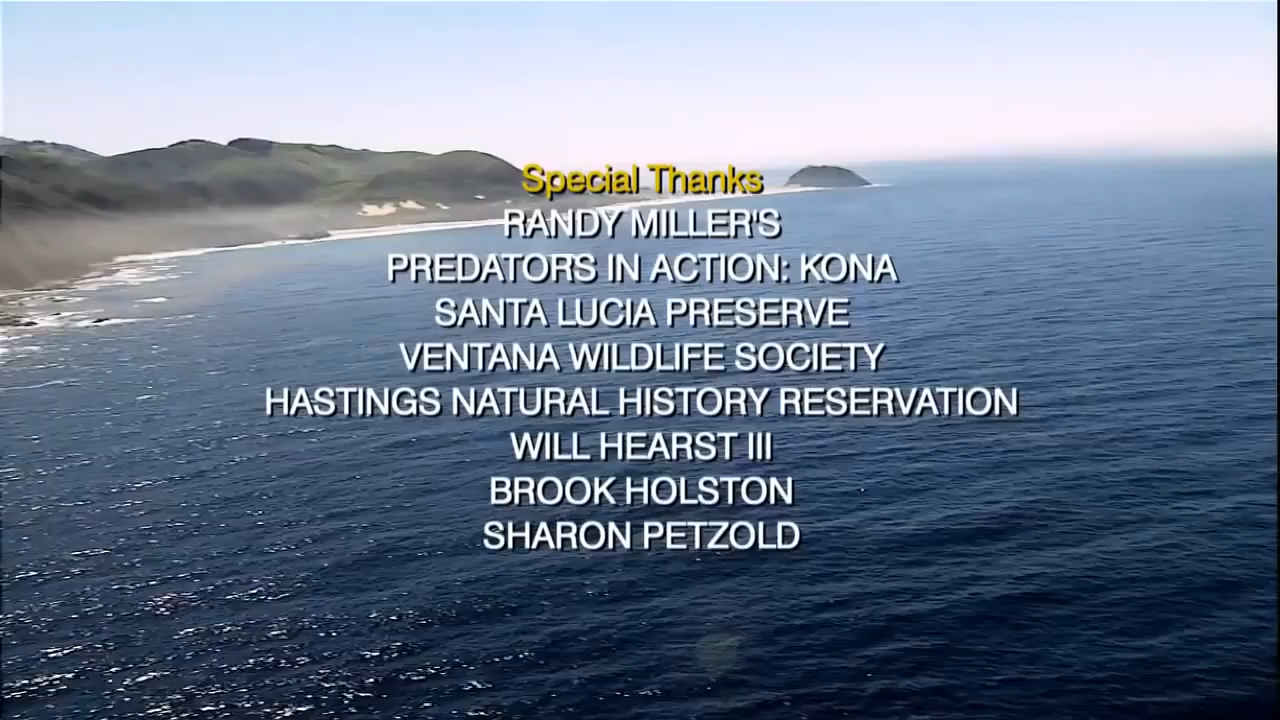 Special Thanks
RANDY MILLER'S
PREDATORS IN ACTION: KONA
SANTA LUCIA PRESERVE
VENTANA WILDLIFE SOCIETY
HASTINGS NATURAL HISTORY RESERVATION
WILL HEARST III
BROOK HOLSTON
SHARON PETZOLD